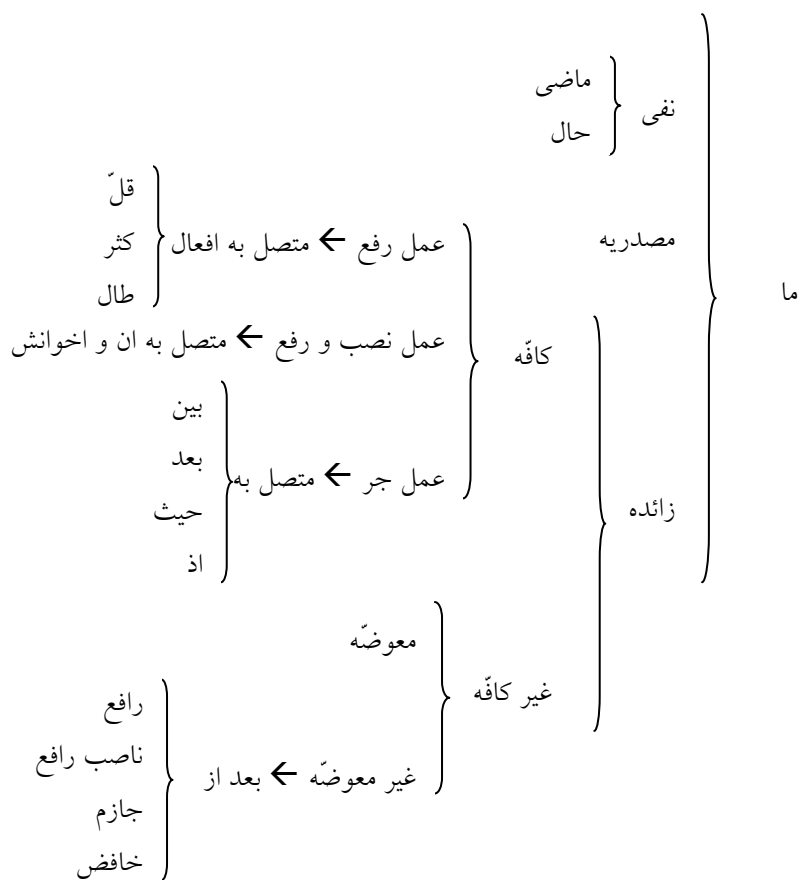 ما
نفی
ماضی
حال
مصدریه
زائده
کافّه
عمل رفع ← متصل به افعال
قلّ
کثر
طال
عمل نصب و رفع ← متصل به ان و اخوانش
عمل جر ← متصل به
بین
بعد
حیث
اذ
غیر کافّه
معوضّه
غیر معوضّه ← بعد از
رافع
ناصب رافع
جازم
خافض